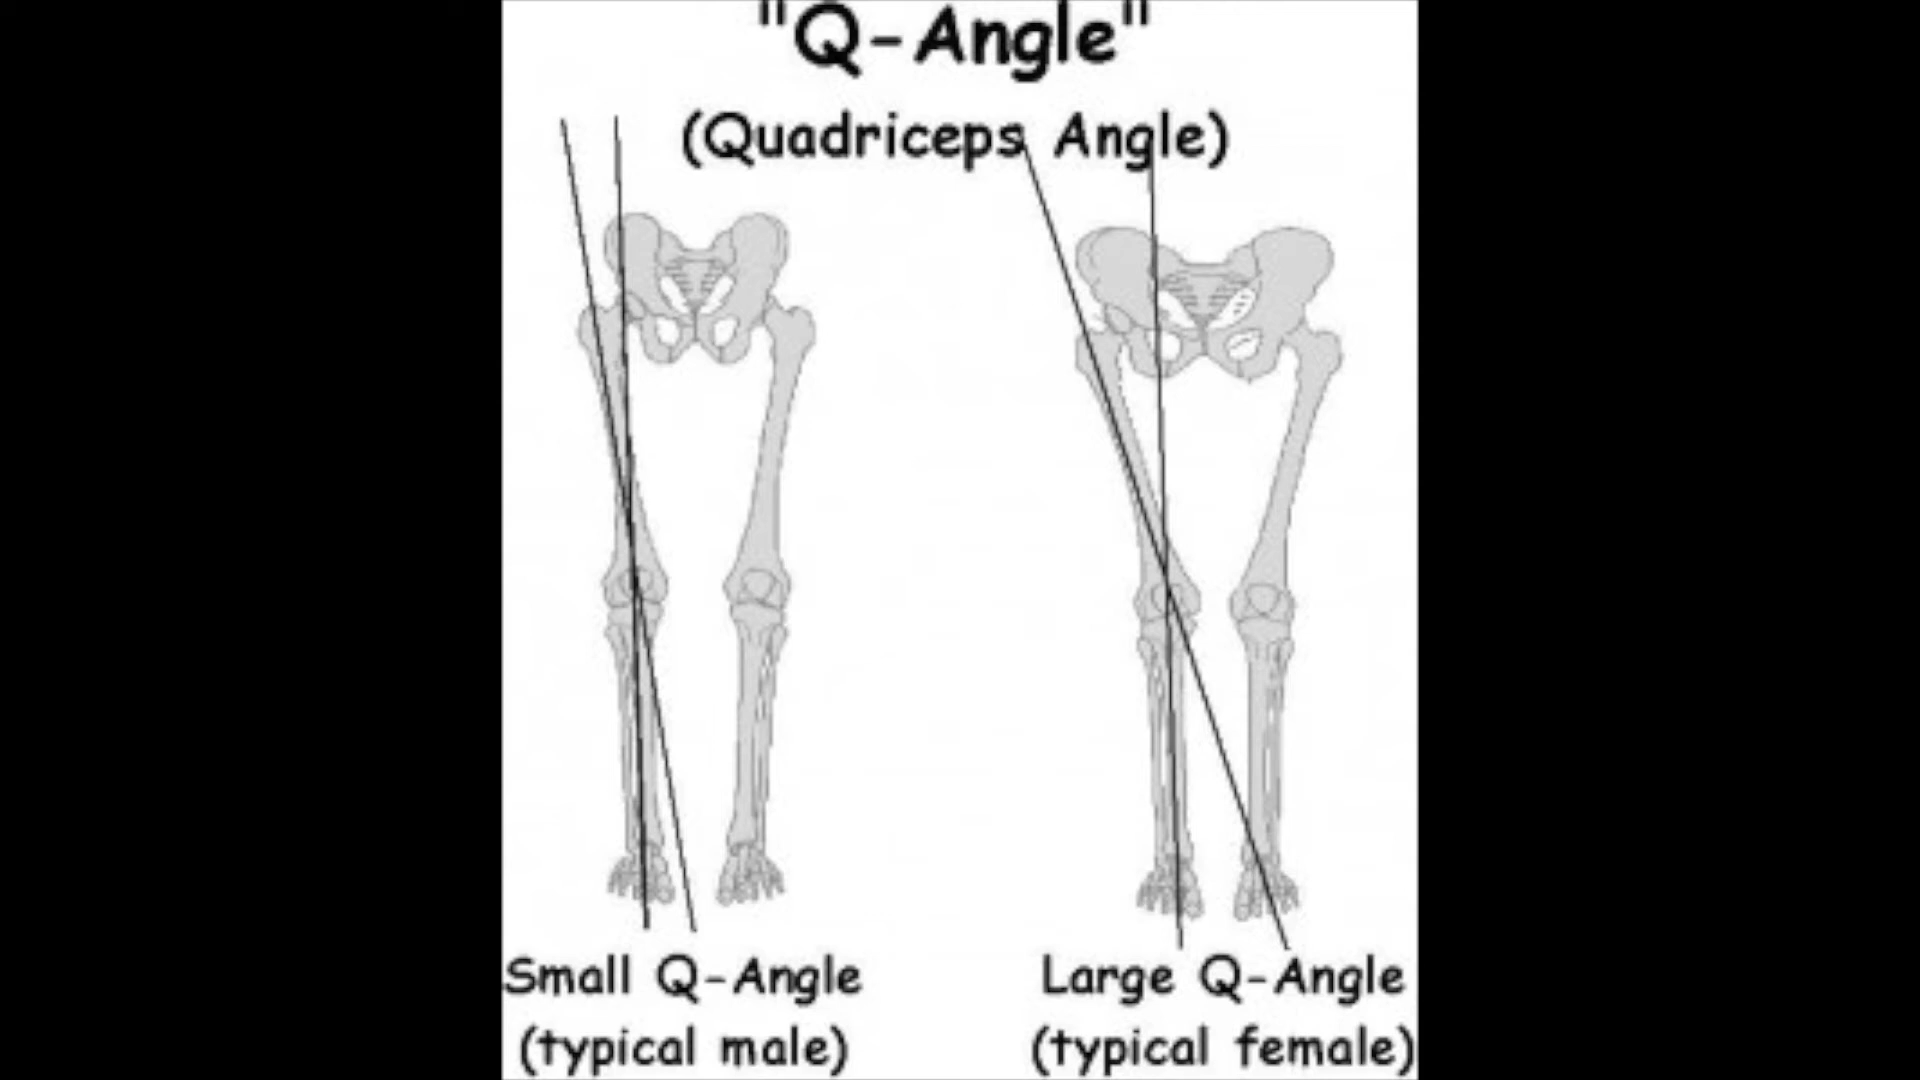 "Q-Angle"
(Quadriceps Angle)
Small Q-Angle
(typical male)
Large Q-Angle
(typical female)